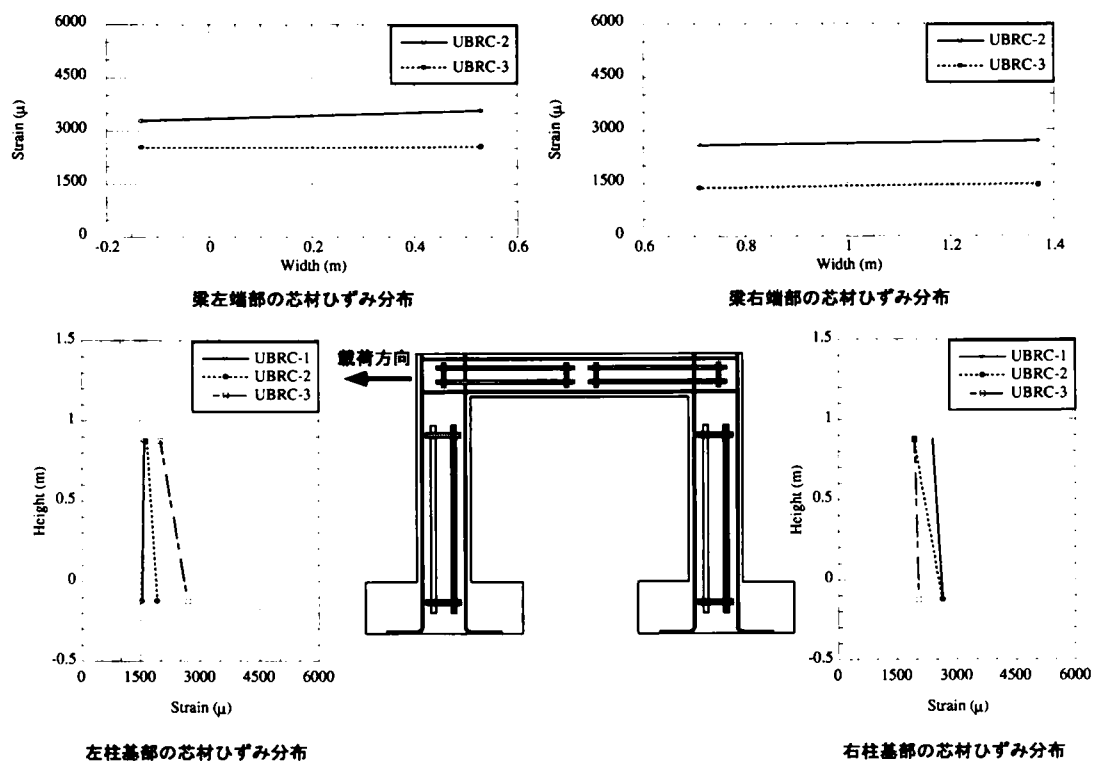 6000
4500
3000
1500
0
Strain (μ)
UBRC-2
UBRC-3
-0.2
0
0.2
0.4
0.6
Width (m)
梁左端部の芯材ひずみ分布
6000
4500
3000
1500
0
Strain (μ)
UBRC-2
UBRC-3
0.6
0.8
1
1.2
1.4
Width (m)
梁右端部の芯材ひずみ分布
1.5
1
0.5
0
-0.5
Height (m)
UBRC-1
UBRC-2
UBRC-3
0
1500
3000
4500
6000
Strain (μ)
左柱基部の芯材ひずみ分布
載荷方向
1.5
1
0.5
0
-0.5
Height (m)
UBRC-1
UBRC-2
UBRC-3
0
1500
3000
4500
6000
Strain (μ)
右柱基部の芯材ひずみ分布